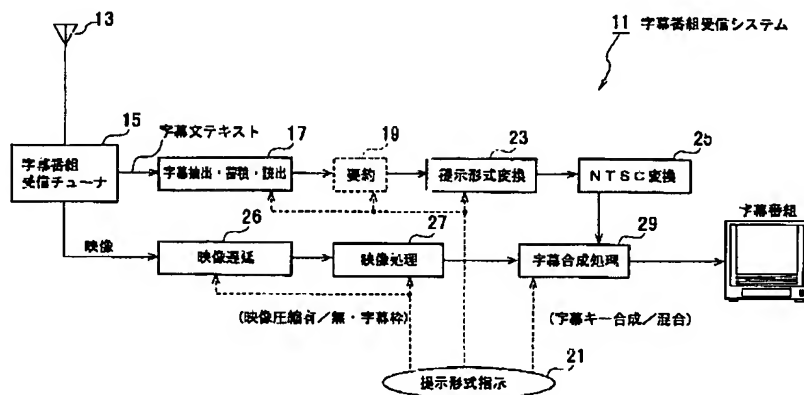 13
11 字幕番組受信システム
15
字幕文テキスト
17
19
23
25
字幕番組
受信チューナ
字幕抽出・蓄積・読出
要約
提示形式変換
NTSC変換
字幕番組
映像
26
映像遅延
27
映像処理
29
字幕合成処理
(映像圧縮有/無・字幕枠)
(字幕キー合成/混合)
21
提示形式指示